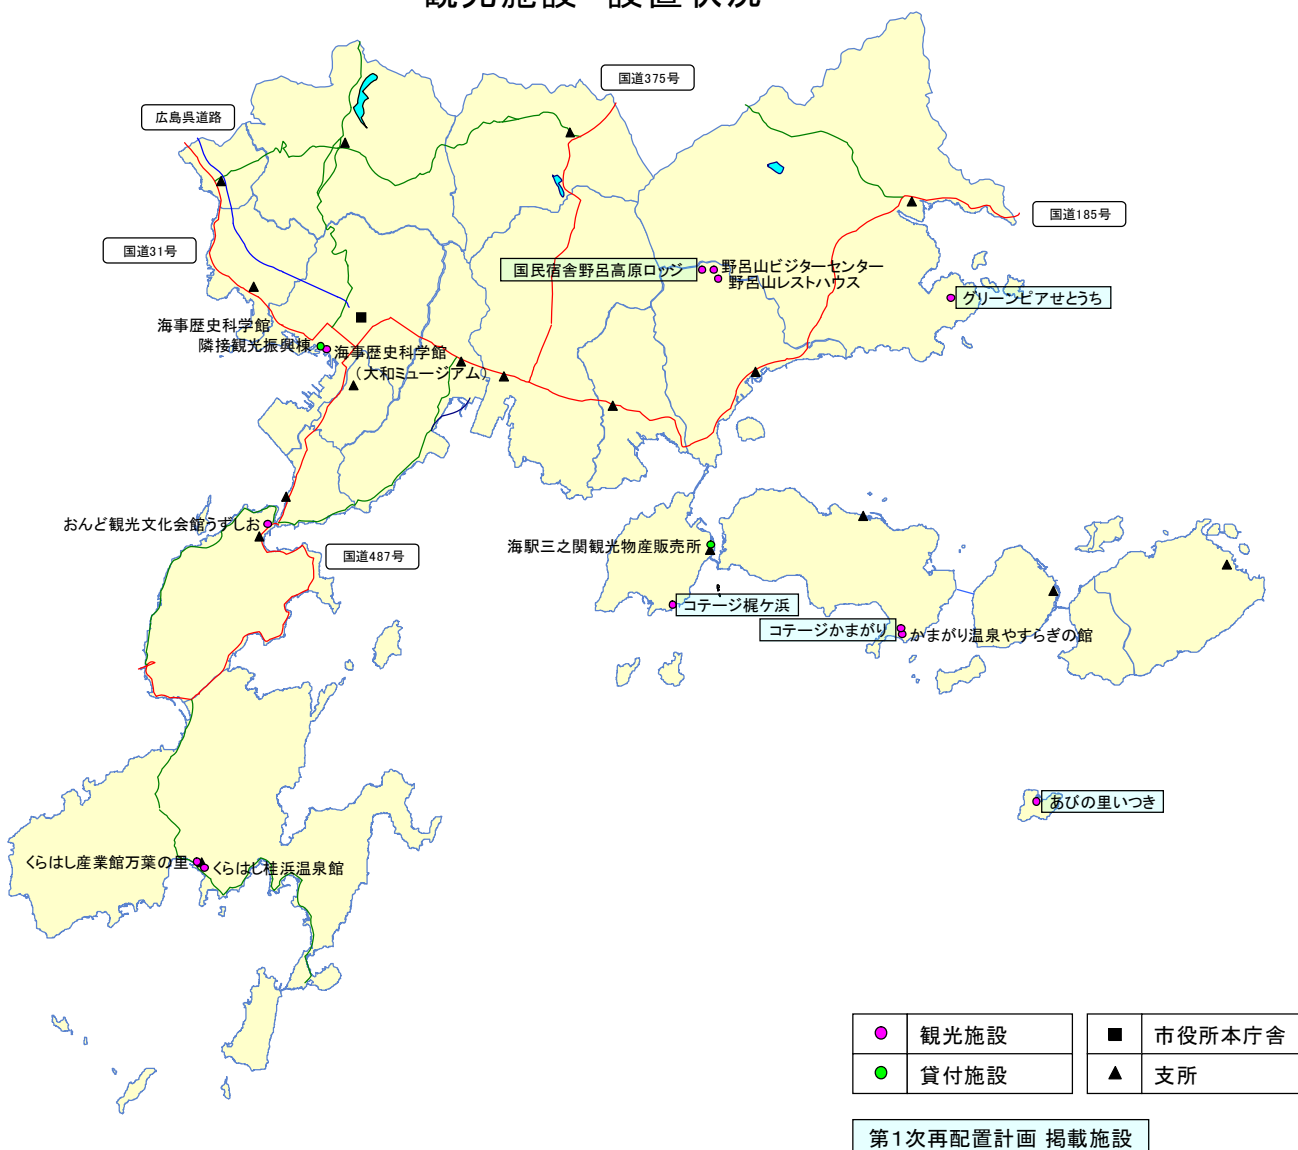 観光施設 設置状況
国道375号
広島県道路
国道185号
国道31号
国民宿舎野呂高原ロッジ
野呂山ビジターセンター
野呂山レストハウス
グリーンピアせとうち
海事歴史科学館
隣接観光振興棟
海事歴史科学館
（大和ミュージアム）
おんど観光文化会館うずしお
国道487号
海駅三之関観光物産販売所
コテージ梶ケ浜
コテージかまがり
かまがり温泉やすらぎの館
あびの里いつき
くらはし産業館万葉の里
くらはし桂浜温泉館
観光施設
市役所本庁舎
貸付施設
支所
第1次再配置計画 掲載施設